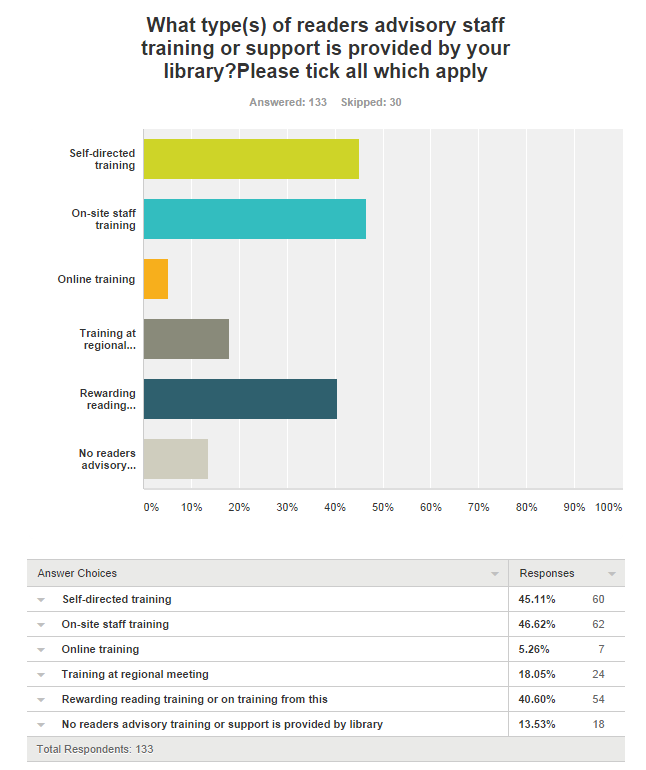 What type(s) of readers advisory staff
training or support is provided by your
library?Please tick all which apply
Answered: 133 Skipped: 30
Self-directed
training
On-site staff
training
Online training
Training at
regional...
Rewarding
reading...
No readers
advisory...
0% 10% 20% 30% 40% 50% 60% 70% 80% 90% 100%
Answer Choices Responses
Self-directed training 45.11% 60
On-site staff training 46.62% 62
Online training 5.26% 7
Training at regional meeting 18.05% 24
Rewarding reading training or on training from this 40.60% 54
No readers advisory training or support is provided by library 13.53% 18
Total Respondents: 133